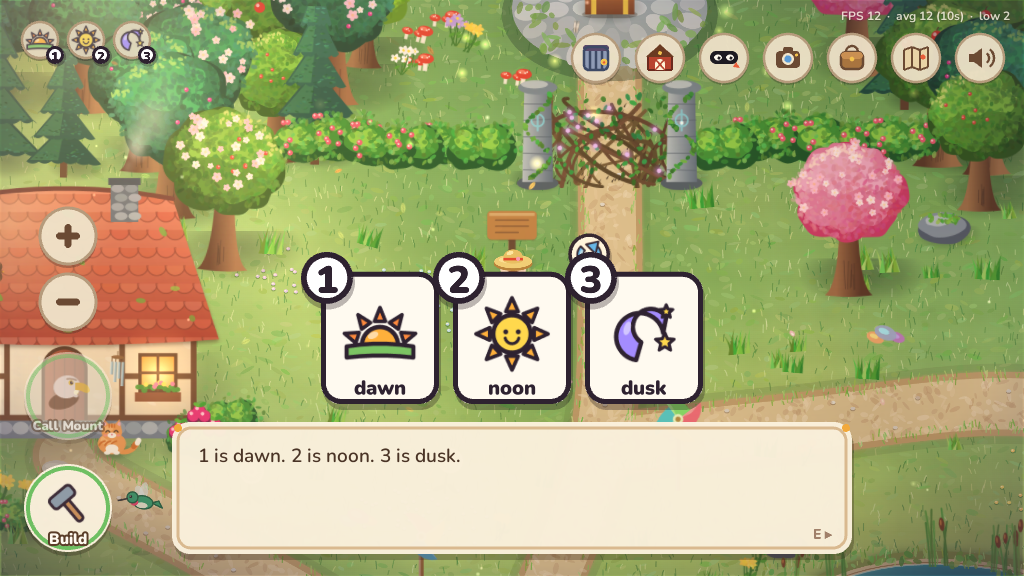 FPS 12 · avg 12 (10s) · low 2
1 2 3
1 2 3
dawn noon dusk
Call Mount
1 is dawn. 2 is noon. 3 is dusk.
Build
E ▶